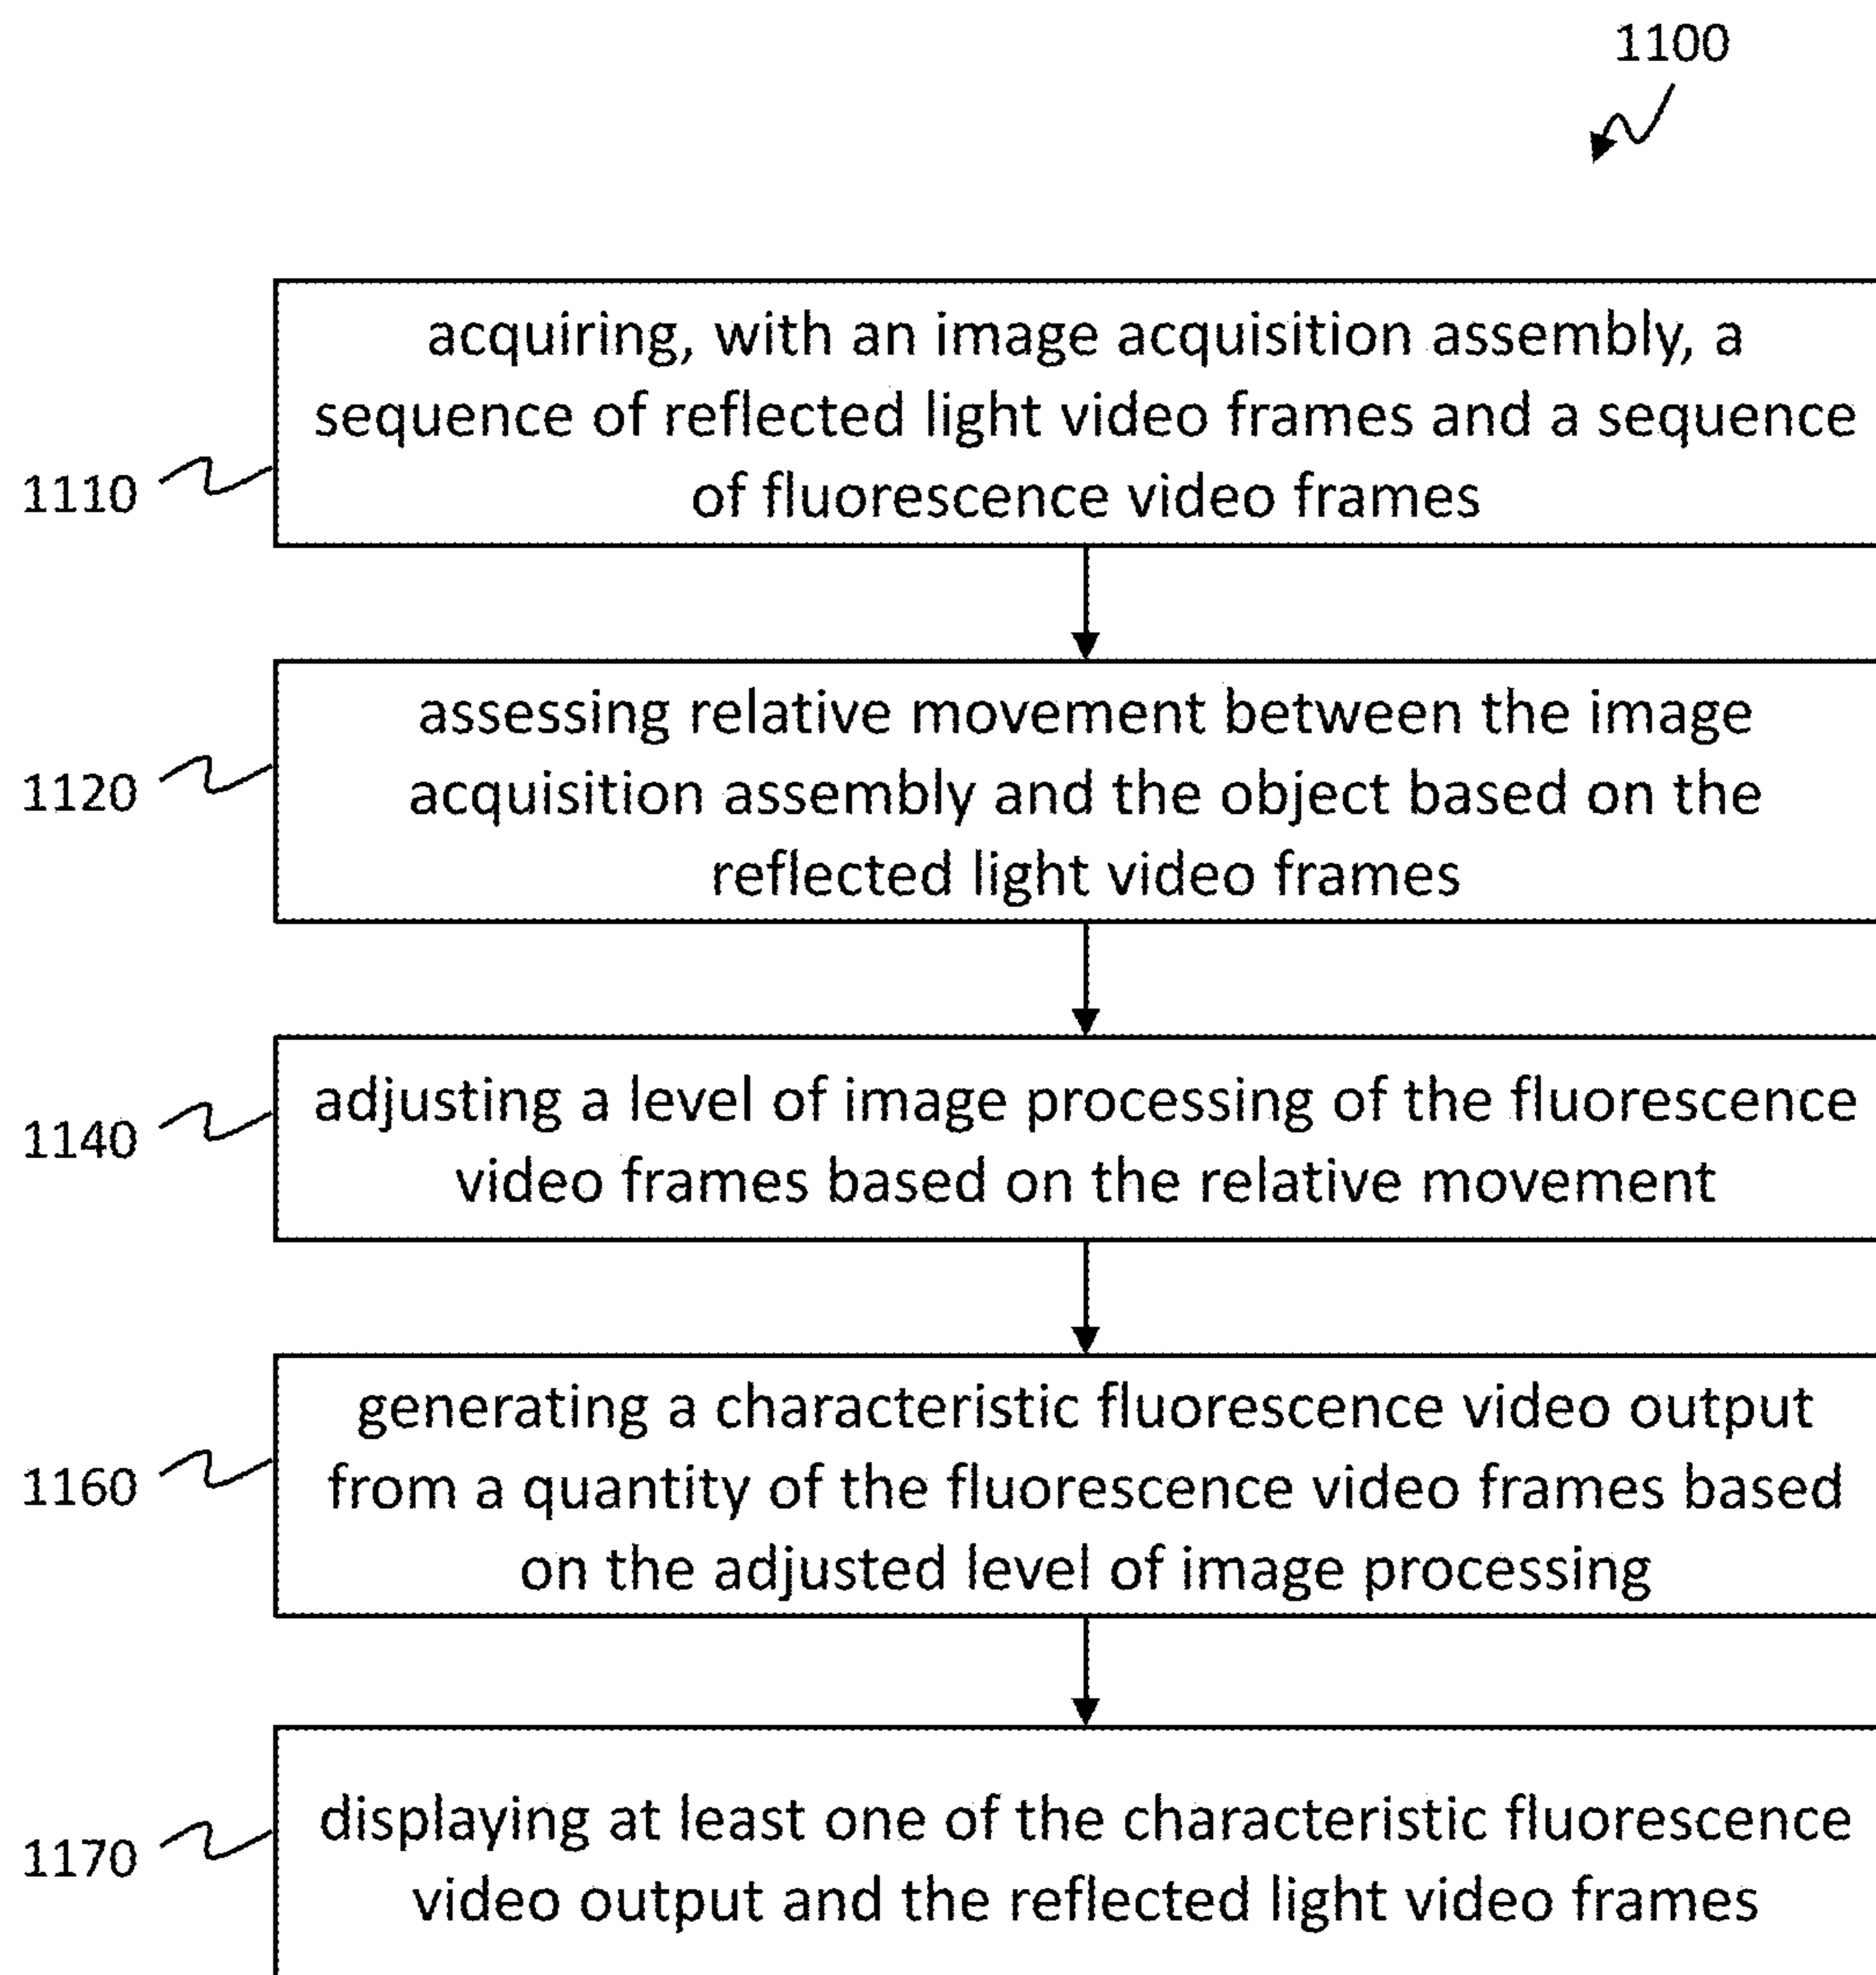 1100
acquiring, with an image acquisition assembly, a
sequence of reflected light video frames and a sequence
of fluorescence video frames
1110
assessing relative movement between the image
acquisition assembly and the object based on the
reflected light video frames
1120
adjusting a level of image processing of the fluorescence
video frames based on the relative movement
1140
generating a characteristic fluorescence video output
from a quantity of the fluorescence video frames based
on the adjusted level of image processing
1160
displaying at least one of the characteristic fluorescence
video output and the reflected light video frames
1170